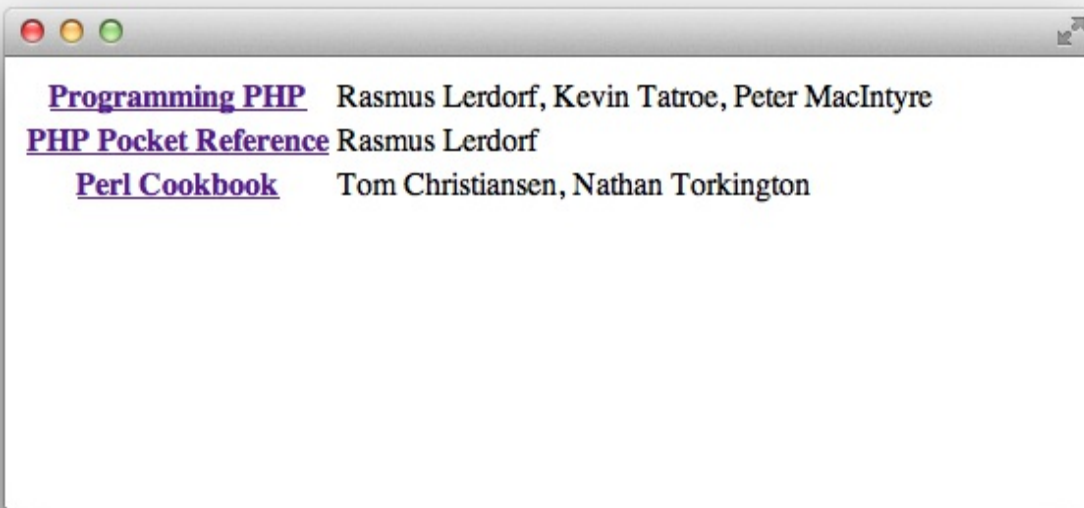 Programming PHP Rasmus Lerdorf, Kevin Tatroe, Peter MacIntyre
PHP Pocket Reference Rasmus Lerdorf
Perl Cookbook Tom Christiansen, Nathan Torkington